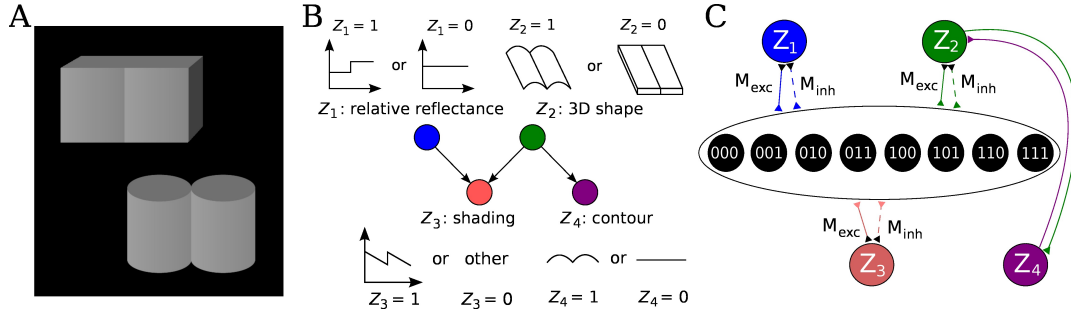 A
B
C
Z1 = 1
Z1 = 0
Z2 = 1
Z2 = 0
or
or
Z1: relative reflectance
Z2: 3D shape
Z3: shading
Z4: contour
or other
or
Z3 = 1
Z3 = 0
Z4 = 1
Z4 = 0
Z1
Z2
Mexc
Minh
Mexc
Minh
000 001 010 011 100 101 110 111
Mexc
Minh
Z3
Z4